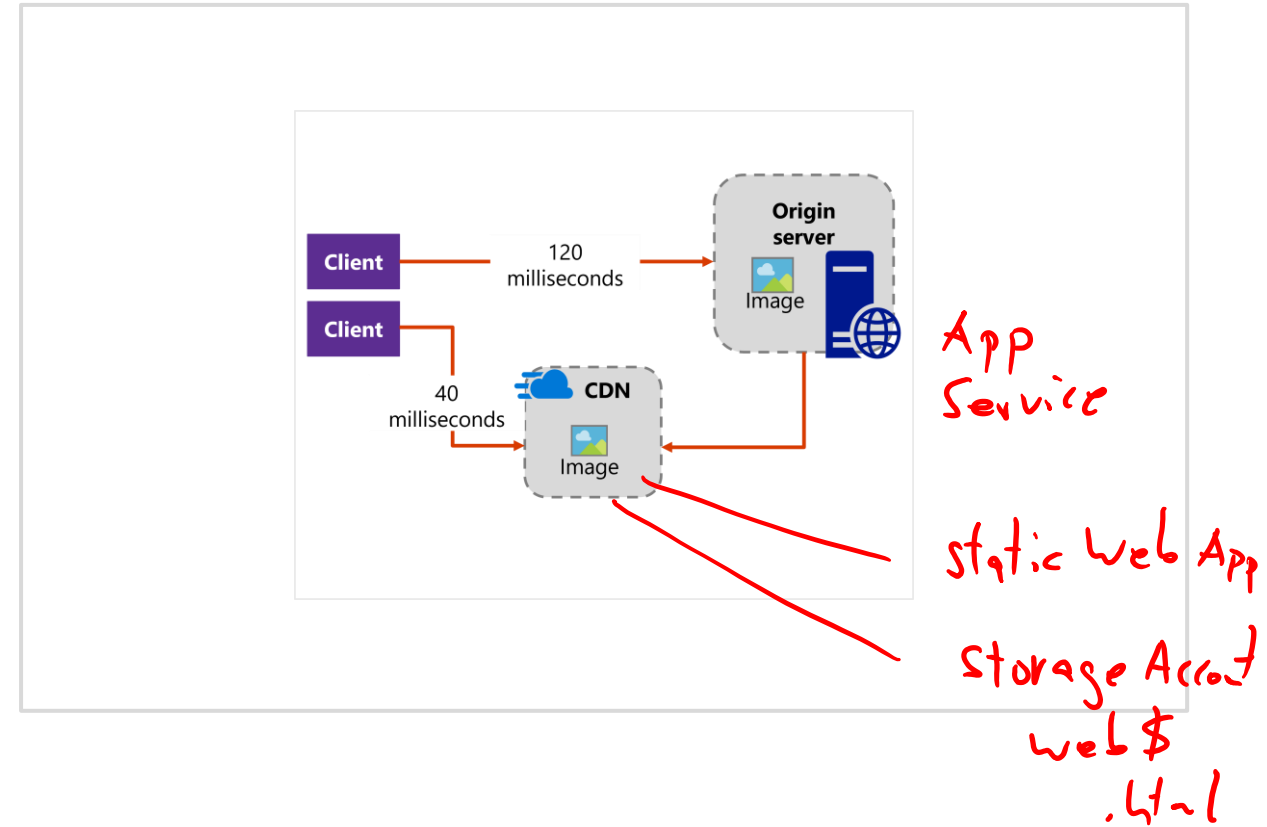 Origin
server
Image
Client
120
milliseconds
Client
40
milliseconds
CDN
Image
App
Service
static Web App
Storage Account
web$
.html